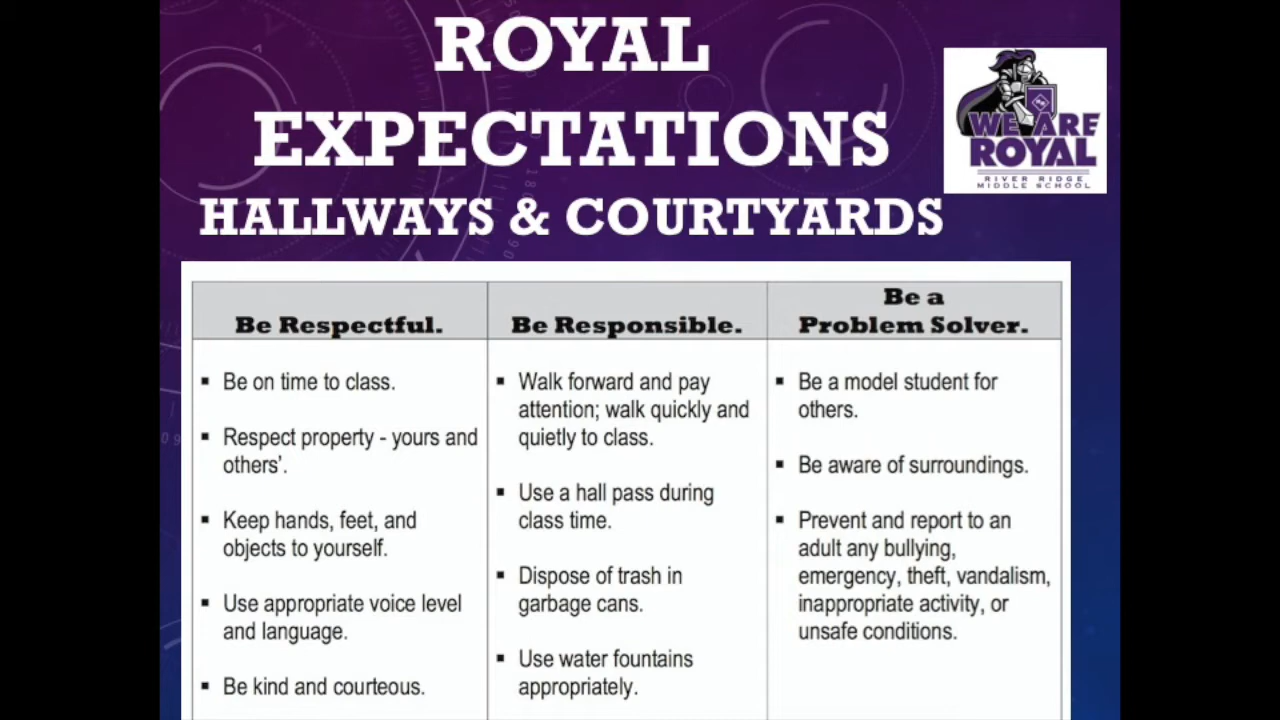 ROYAL
EXPECTATIONS
HALLWAYS & COURTYARDS
WE ARE
ROYAL
RIVER RIDGE
MIDDLE SCHOOL
Be Respectful.
▪ Be on time to class.
▪ Respect property - yours and
others’.
▪ Keep hands, feet, and
objects to yourself.
▪ Use appropriate voice level
and language.
▪ Be kind and courteous.
Be Responsible.
▪ Walk forward and pay
attention; walk quickly and
quietly to class.
▪ Use a hall pass during
class time.
▪ Dispose of trash in
garbage cans.
▪ Use water fountains
appropriately.
Be a
Problem Solver.
▪ Be a model student for
others.
▪ Be aware of surroundings.
▪ Prevent and report to an
adult any bullying,
emergency, theft, vandalism,
inappropriate activity, or
unsafe conditions.